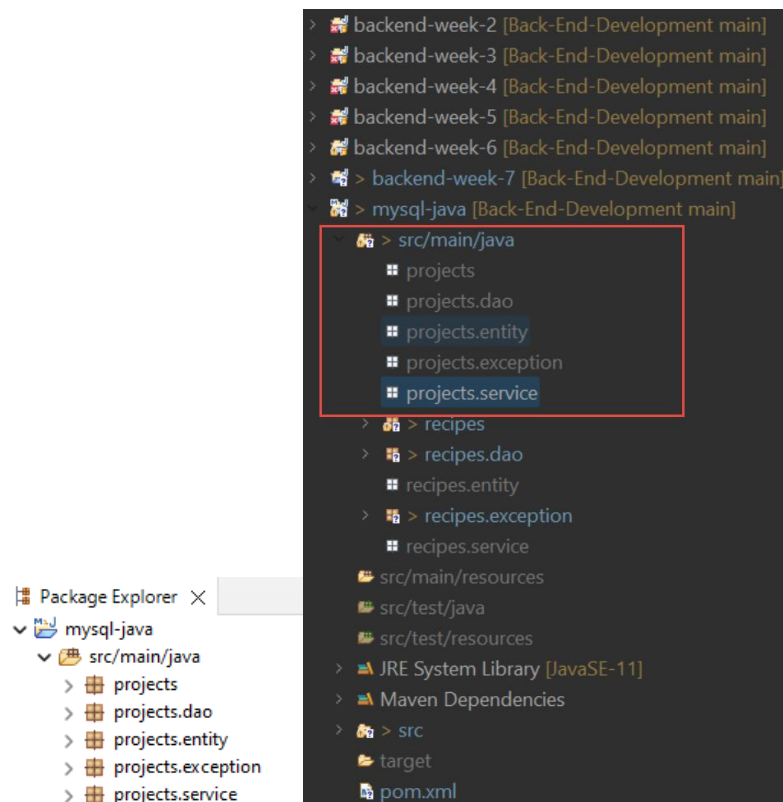 > backend-week-2 [Back-End-Development main]
> backend-week-3 [Back-End-Development main]
> backend-week-4 [Back-End-Development main]
> backend-week-5 [Back-End-Development main]
> backend-week-6 [Back-End-Development main]
> > backend-week-7 [Back-End-Development main]
> mysql-java [Back-End-Development main]
> src/main/java
projects
projects.dao
projects.entity
projects.exception
projects.service
> > recipes
> > recipes.dao
recipes.entity
> > recipes.exception
recipes.service
src/main/resources
src/test/java
src/test/resources
> JRE System Library [JavaSE-11]
> Maven Dependencies
> > src
target
pom.xml
Package Explorer
mysql-java
src/main/java
> projects
> projects.dao
> projects.entity
> projects.exception
> projects.service